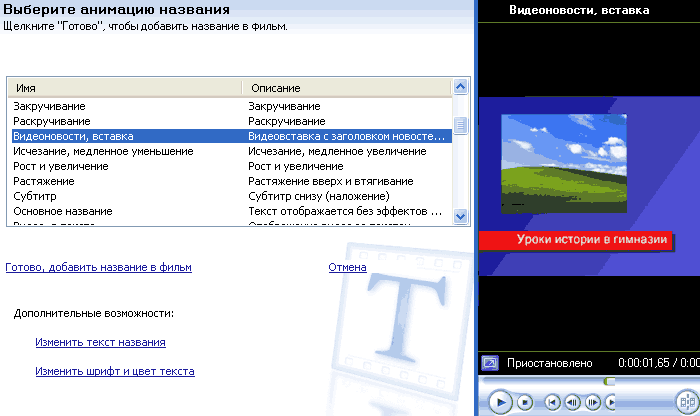 Выберите анимацию названия
Щелкните "Готово", чтобы добавить название в фильм.
Имя Описание
Закручивание Закручивание
Раскручивание Раскручивание
Видеоновости, вставка Видеовставка с заголовком новосте...
Исчезание, медленное уменьшение Исчезание, медленное увеличение
Рост и увеличение Рост и увеличение
Растяжение Растяжение вверх и втягивание
Субтитр Субтитр снизу (наложение)
Основное название Текст отображается без эффектов ...
Готово, добавить название в фильм Отмена
Дополнительные возможности:
Изменить текст названия
Изменить шрифт и цвет текста
Видеоновости, вставка
Уроки истории в гимназии
Приостановлено 0:00:01,65 / 0:00